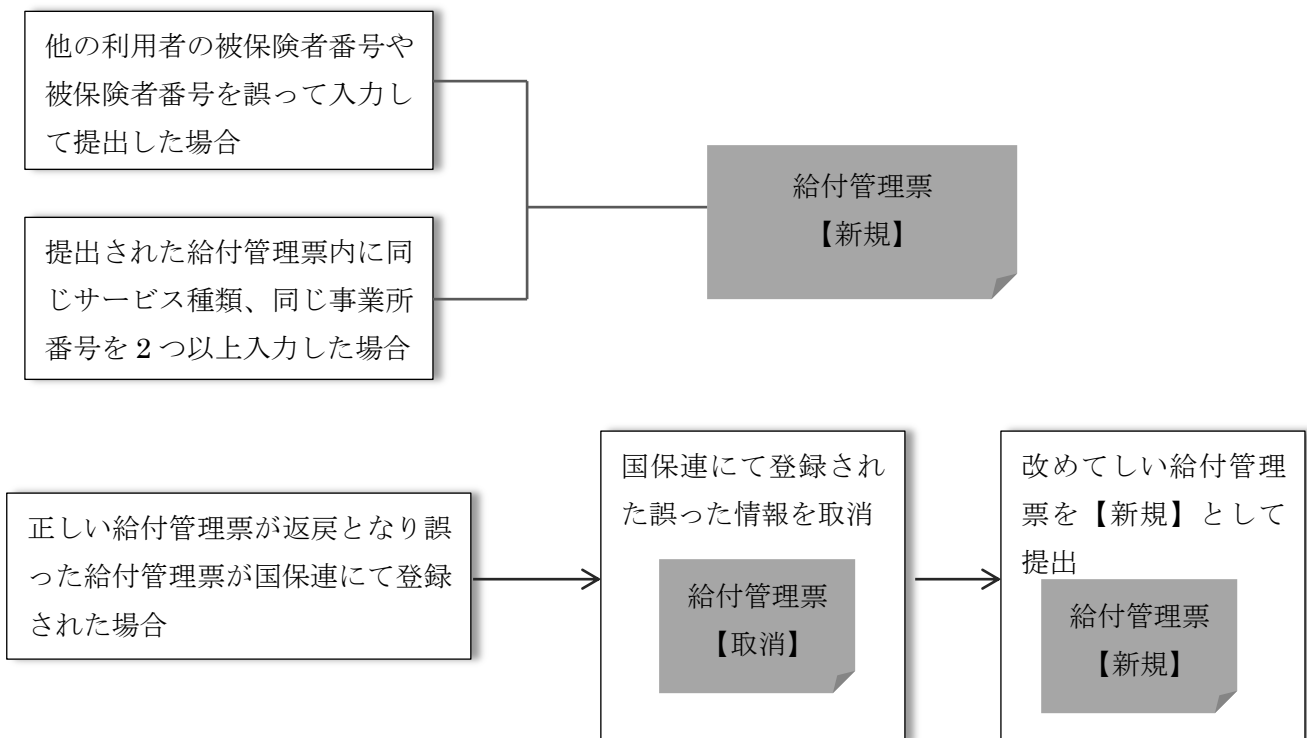 他の利用者の被保険者番号や
被保険者番号を誤って入力し
て提出した場合
給付管理票
【新規】
提出された給付管理票内に同
じサービス種類、同じ事業所
番号を2つ以上入力した場合
正しい給付管理票が返戻となり誤
った給付管理票が国保連にて登録
された場合
国保連にて登録され
た誤った情報を取消
給付管理票
【取消】
改めてしい給付管理
票を【新規】として
提出
給付管理票
【新規】